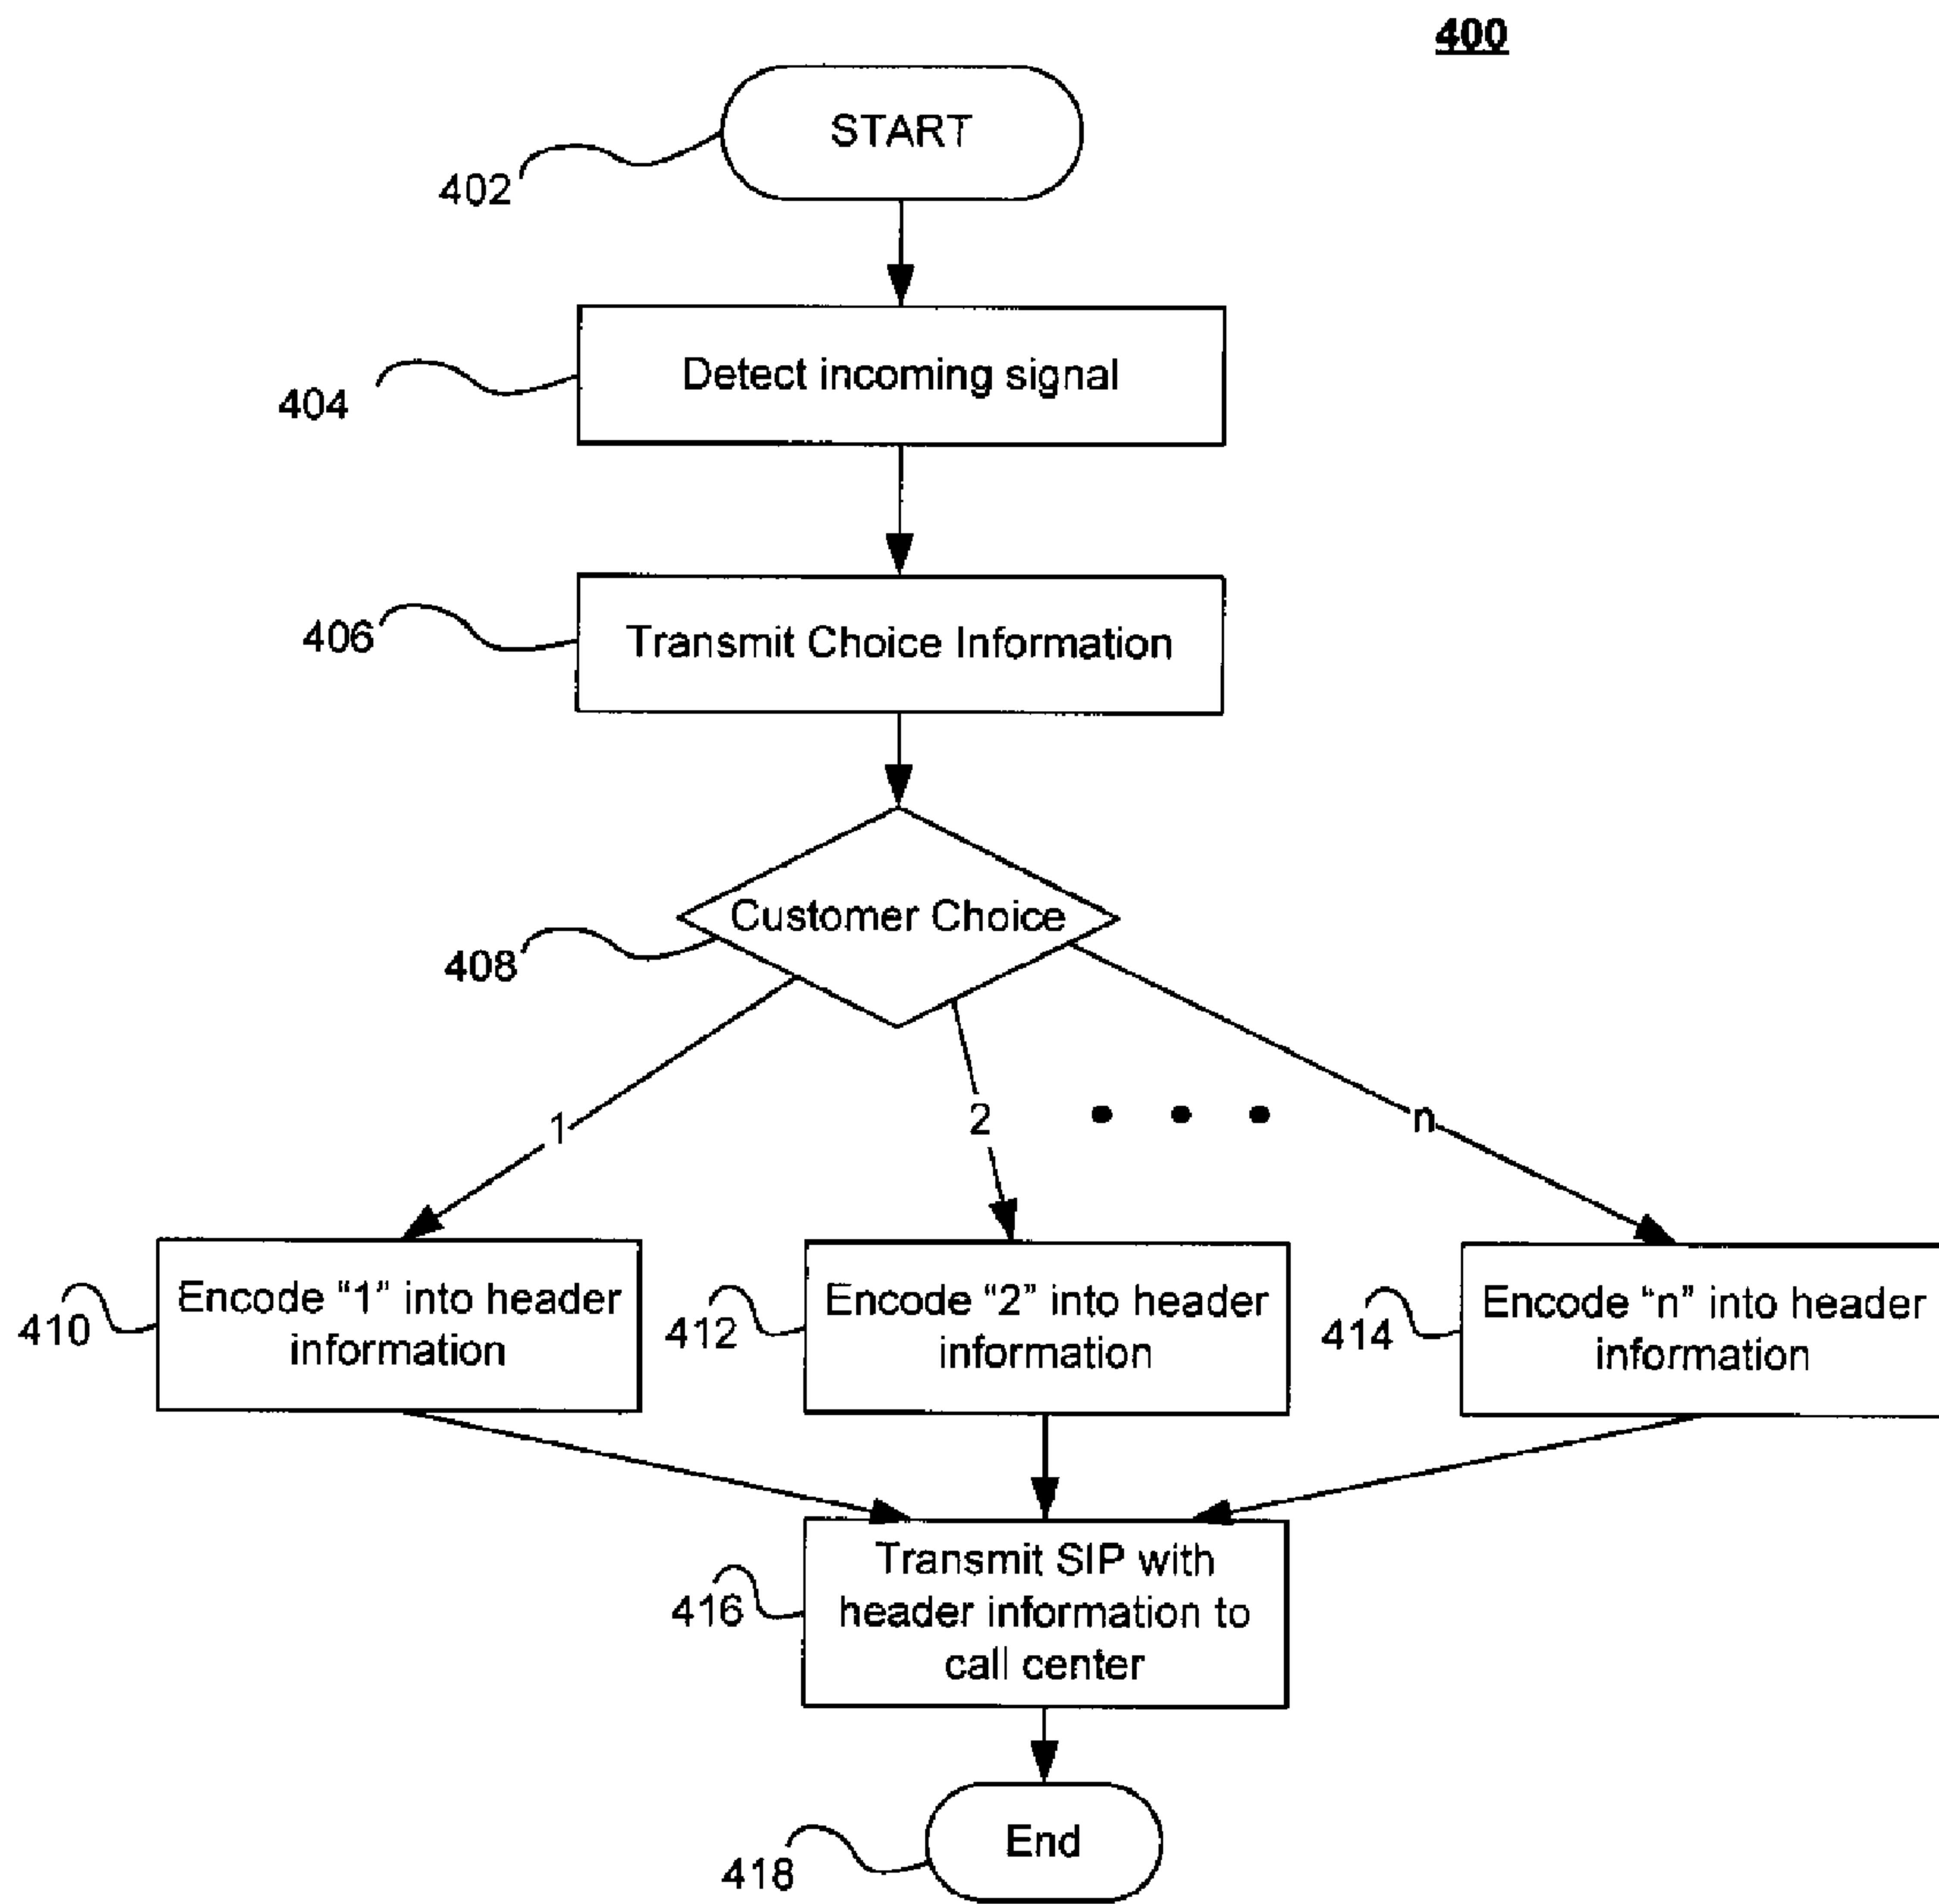 400
START
402
Detect incoming signal
404
Transmit Choice Information
406
Customer Choice
408
1
2
n
Encode “1” into header
information
410
Encode “2” into header
information
412
Encode “n” into header
information
414
Transmit SIP with
header information to
call center
416
End
418